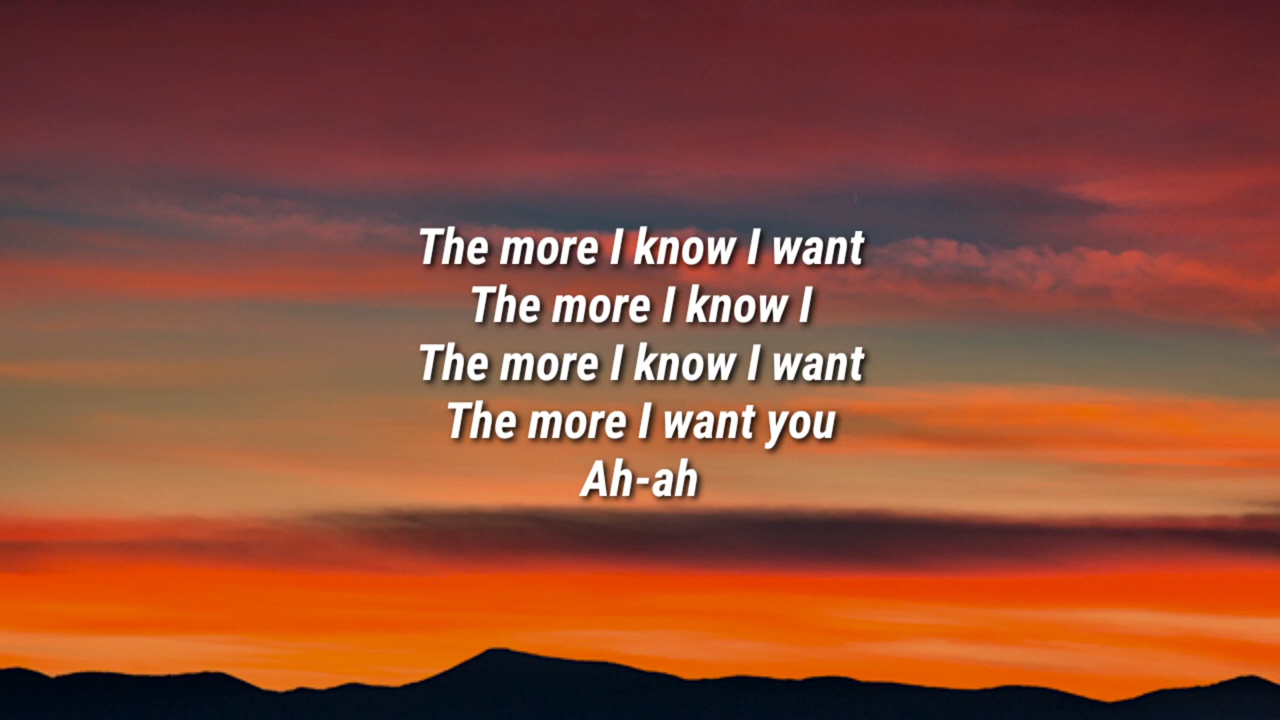 The more I know I want
The more I know I
The more I know I want
The more I want you
Ah-ah